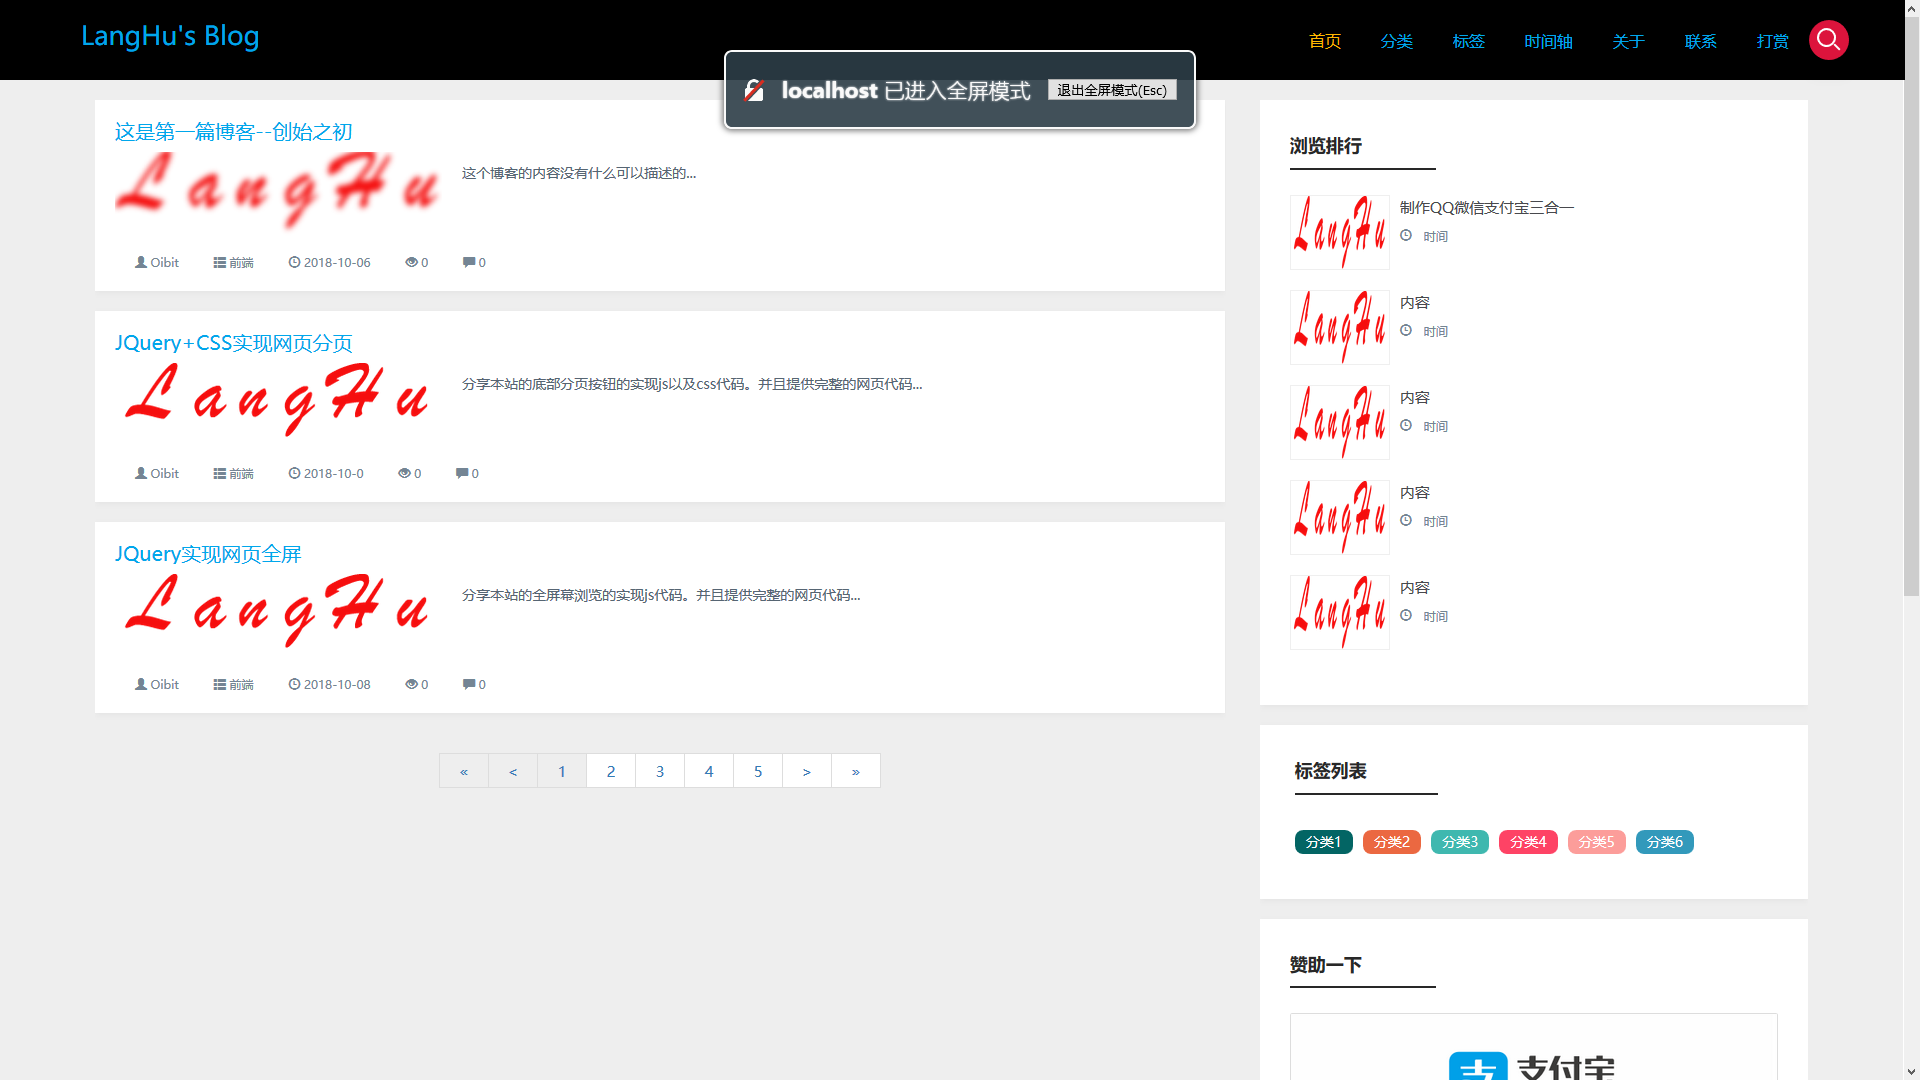 LangHu's Blog
首页 分类 标签 时间轴 关于 联系 打赏
localhost 已进入全屏模式 退出全屏模式(Esc)
这是第一篇博客--创始之初
LangHu
这个博客的内容没有什么可以描述的...
Oibit 前端 2018-10-06 0 0
JQuery+CSS实现网页分页
LangHu
分享本站的底部分页按钮的实现js以及css代码。并且提供完整的网页代码...
Oibit 前端 2018-10-0 0 0
JQuery实现网页全屏
LangHu
分享本站的全屏幕浏览的实现js代码。并且提供完整的网页代码...
Oibit 前端 2018-10-08 0 0
« < 1 2 3 4 5 > »
浏览排行
LangHu
制作QQ微信支付宝三合一
时间
LangHu
内容
时间
LangHu
内容
时间
LangHu
内容
时间
LangHu
内容
时间
标签列表
分类1 分类2 分类3 分类4 分类5 分类6
赞助一下
支 支付宝